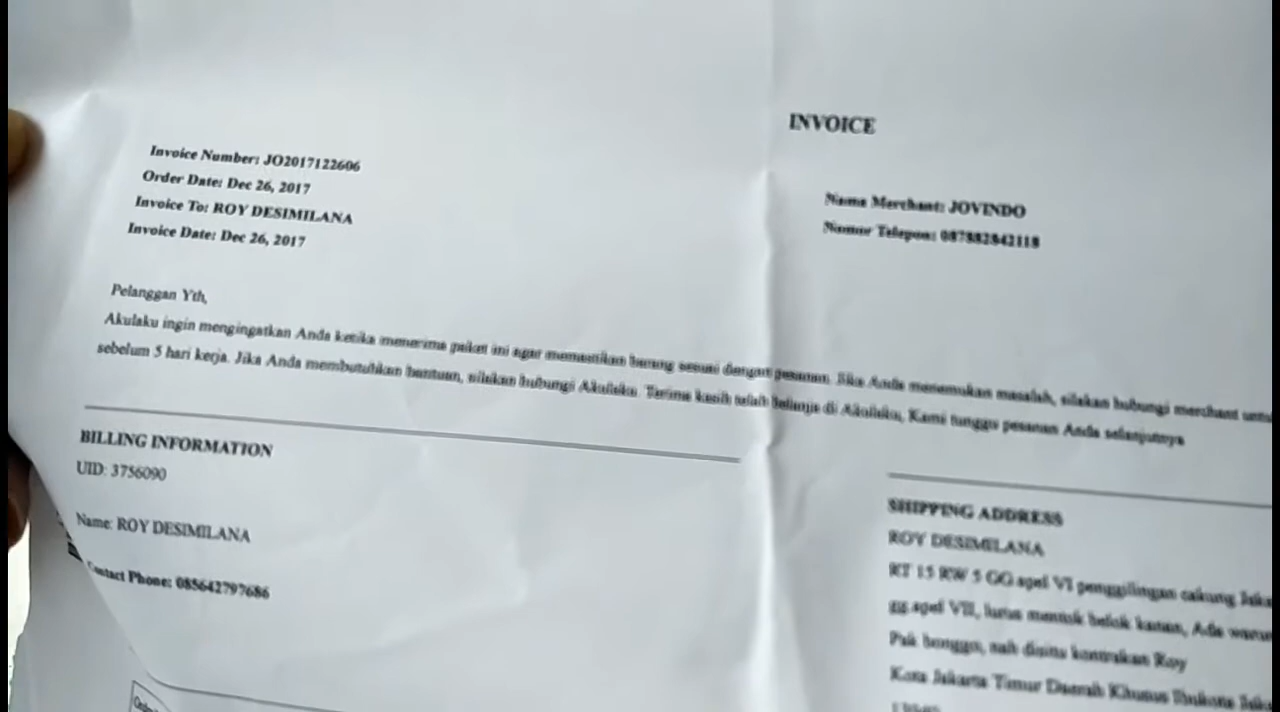 INVOICE
Invoice Number: JO2017122606
Order Date: Dec 26, 2017
Invoice To: ROY DESIMILANA
Invoice Date: Dec 26, 2017
Nama Merchant: JOVINDO
Nomor Telepon: 087882842118
Pelanggan Yth,
Akulaku ingin mengingatkan Anda ketika menerima paket ini agar memastikan barang sesuai dengan pesanan. Jika Anda menemukan masalah, silakan hubungi merchant
sebelum 5 hari kerja. Jika Anda membutuhkan bantuan, silakan hubungi Akulaku. Terima kasih telah belanja di Akulaku, Kami tunggu pesanan Anda selanjutnya
BILLING INFORMATION
UID: 3756090
Name: ROY DESIMILANA
Contact Phone: 085642797686
SHIPPING ADDRESS
ROY DESIMILANA
RT 15 RW 5 GG apel VI penggilingan cakung
gg.apel VII, lurus mentok belok kanan, Ada
Pak bonggo, nah disitu kontrakan Roy
Kota Jakarta Timur Daerah Khusus Ibukota